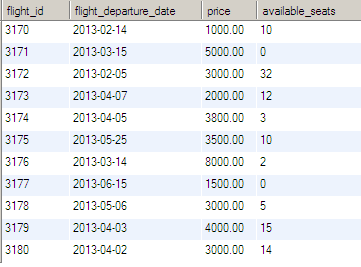 flight_id flight_departure_date price available_seats
3170 2013-02-14 1000.00 10
3171 2013-03-15 5000.00 0
3172 2013-02-05 3000.00 32
3173 2013-04-07 2000.00 12
3174 2013-04-05 3800.00 3
3175 2013-05-25 3500.00 10
3176 2013-03-14 8000.00 2
3177 2013-06-15 1500.00 0
3178 2013-05-06 3000.00 5
3179 2013-04-03 4000.00 15
3180 2013-04-02 3000.00 14